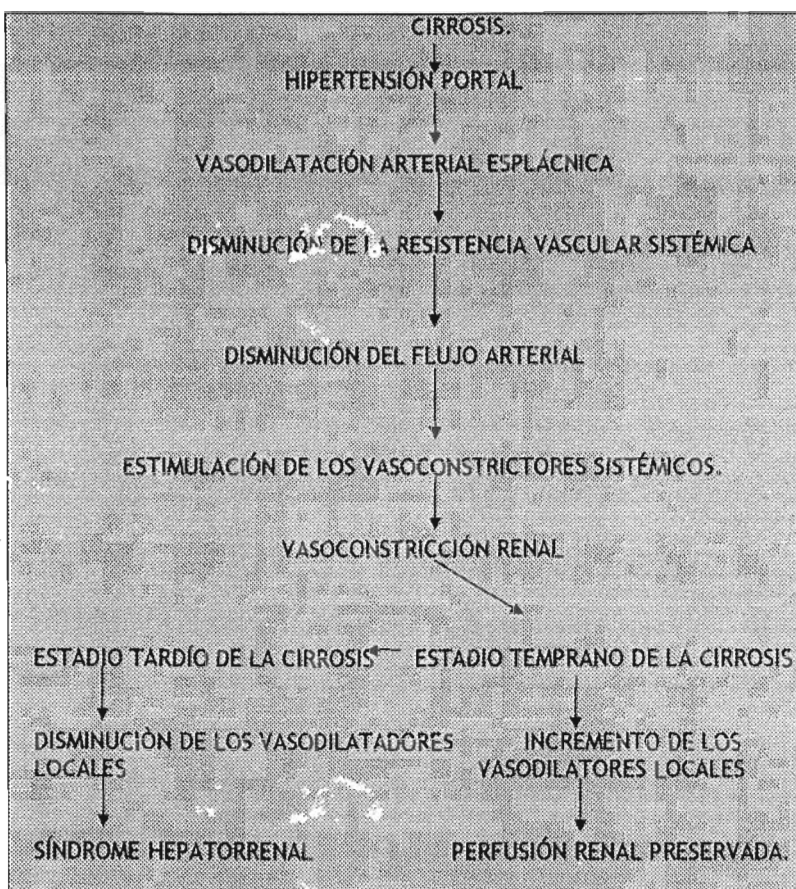 CIRROSIS.
HIPERTENSIÓN PORTAL
VASODILATACIÓN ARTERIAL ESPLÁCNICA
DISMINUCIÓN DE LA RESISTENCIA VASCULAR SISTÉMICA
DISMINUCIÓN DEL FLUJO ARTERIAL
ESTIMULACIÓN DE LOS VASOCONSTRICTORES SISTÉMICOS.
VASOCONSTRICCIÓN RENAL
ESTADIO TARDÍO DE LA CIRROSIS
ESTADIO TEMPRANO DE LA CIRROSIS
DISMINUCIÒN DE LOS VASODILATADORES
LOCALES
INCREMENTO DE LOS
VASODILATORES LOCALES
SÍNDROME HEPATORRENAL
PERFUSIÓN RENAL PRESERVADA.